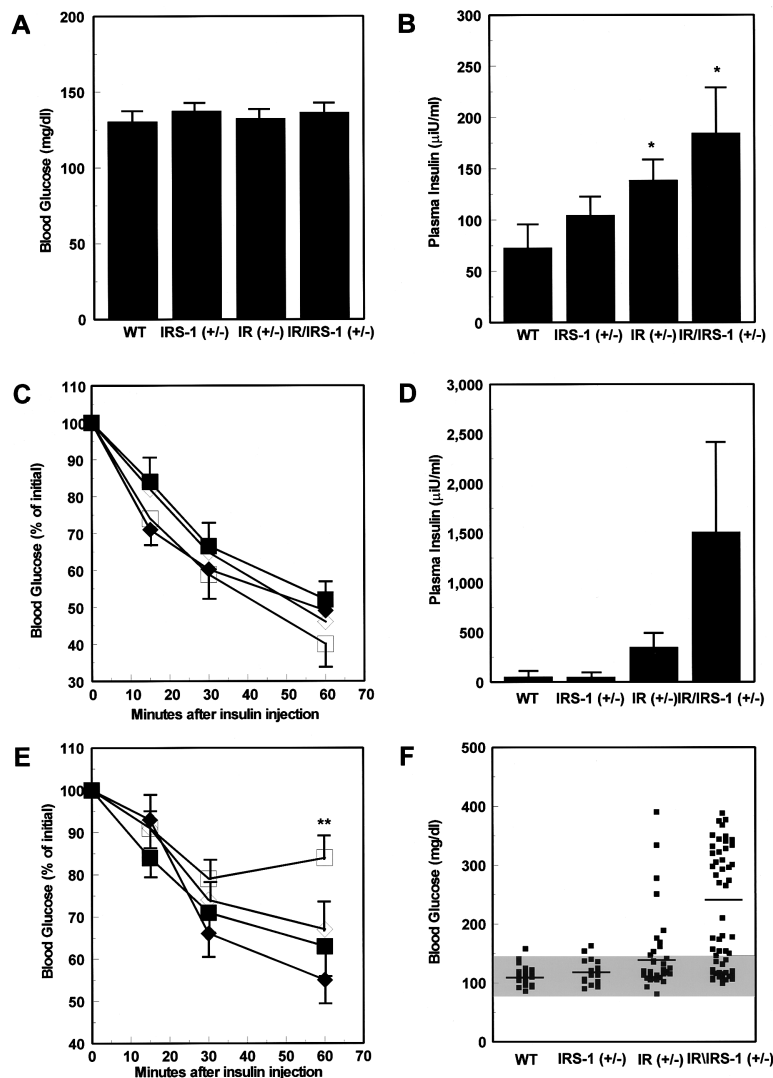 A
200
150
100
50
0
Blood Glucose (mg/dl)
WT IRS-1 (+/-) IR (+/-) IR/IRS-1 (+/-)
B
300
250
200
150
100
50
0
Plasma Insulin (µiU/ml)
* *
WT IRS-1 (+/-) IR (+/-) IR/IRS-1 (+/-)
C
110
100
90
80
70
60
50
40
30
Blood Glucose (% of initial)
0 10 20 30 40 50 60 70
Minutes after insulin injection
D
3,000
2,500
2,000
1,500
1,000
500
0
Plasma Insulin (µiU/ml)
WT IRS-1 (+/-) IR (+/-) IR/IRS-1 (+/-)
E
110
100
90
80
70
60
50
40
Blood Glucose (% of initial)
**
0 10 20 30 40 50 60 70
Minutes after insulin injection
F
500
400
300
200
100
0
Blood Glucose (mg/dl)
WT IRS-1 (+/-) IR (+/-) IR\IRS-1 (+/-)